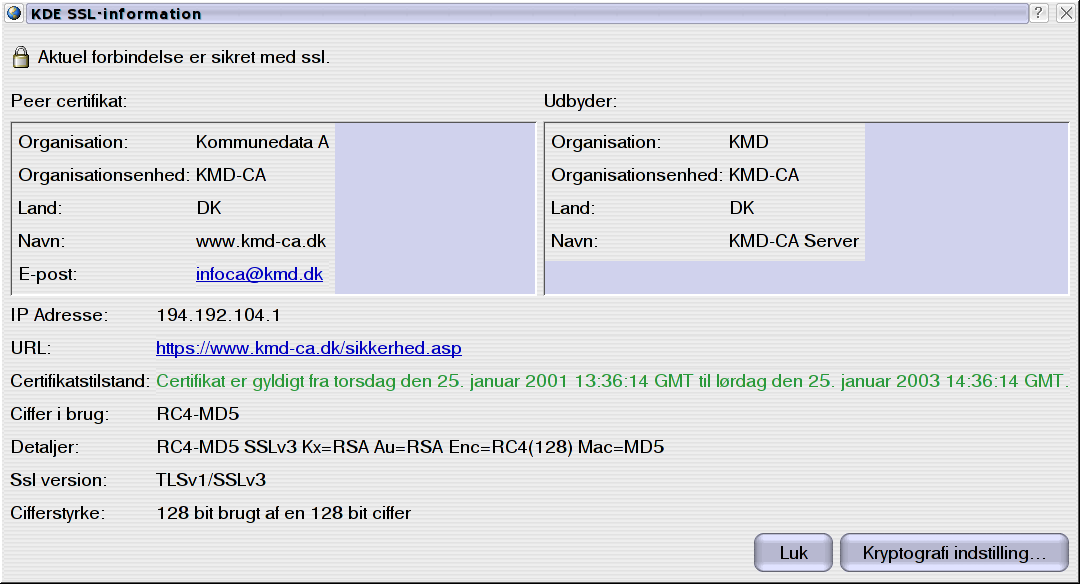 KDE SSL-information
?
Aktuel forbindelse er sikret med ssl.
Peer certifikat:
Organisation: Kommunedata A
Organisationsenhed: KMD-CA
Land: DK
Navn: www.kmd-ca.dk
E-post: infoca@kmd.dk
Udbyder:
Organisation: KMD
Organisationsenhed: KMD-CA
Land: DK
Navn: KMD-CA Server
IP Adresse: 194.192.104.1
URL: https://www.kmd-ca.dk/sikkerhed.asp
Certifikatstilstand: Certifikat er gyldigt fra torsdag den 25. januar 2001 13:36:14 GMT til lørdag den 25. januar 2003 14:36:14 GMT.
Ciffer i brug: RC4-MD5
Detaljer: RC4-MD5 SSLv3 Kx=RSA Au=RSA Enc=RC4(128) Mac=MD5
Ssl version: TLSv1/SSLv3
Cifferstyrke: 128 bit brugt af en 128 bit ciffer
Luk
Kryptografi indstilling...